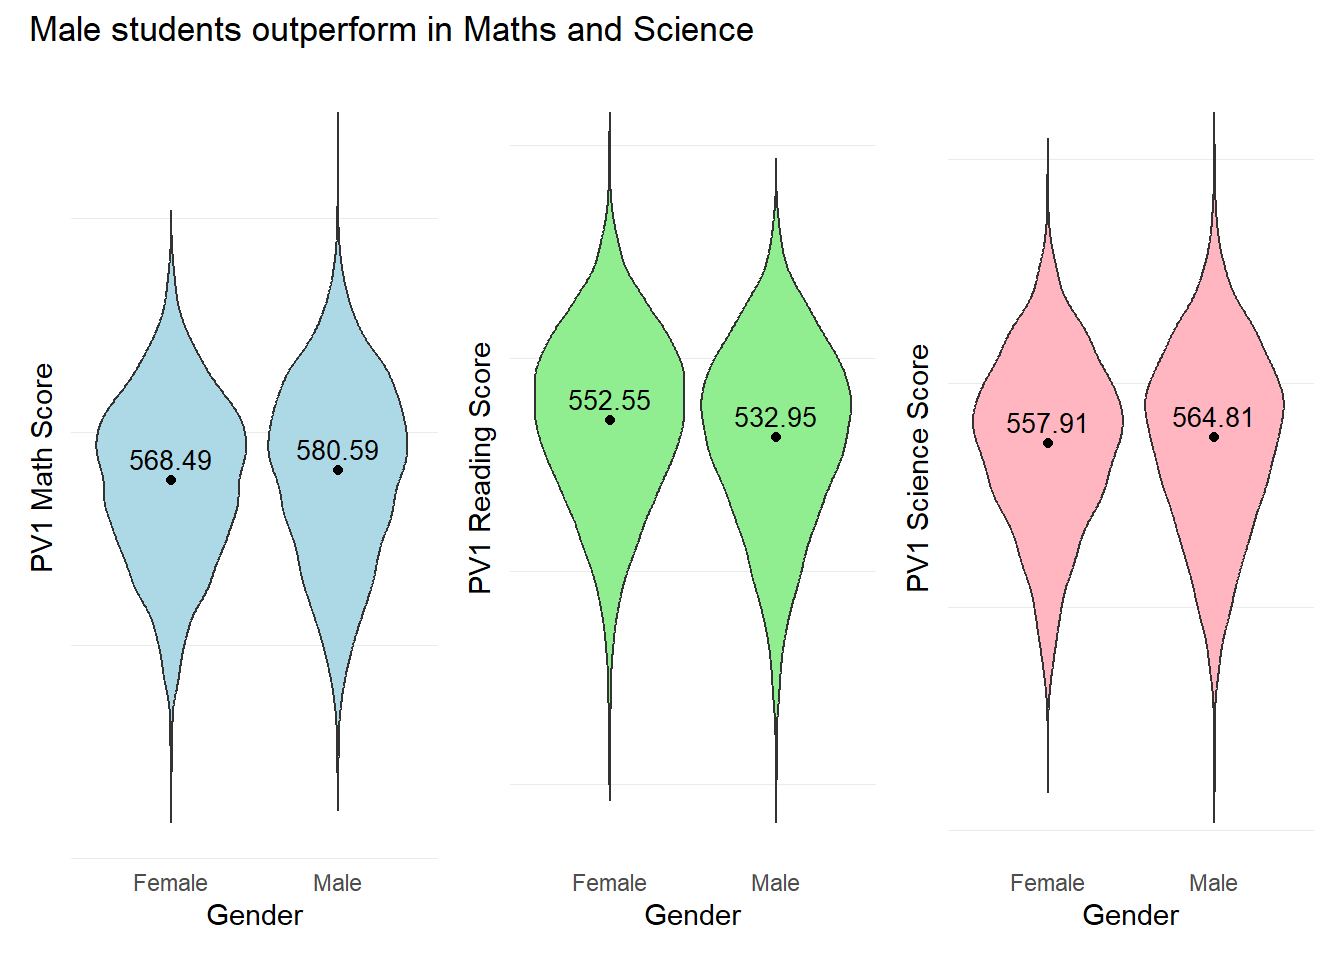 Male students outperform in Maths and Science
PV1 Math Score
568.49
580.59
Female
Male
Gender
PV1 Reading Score
552.55
532.95
Female
Male
Gender
PV1 Science Score
557.91
564.81
Female
Male
Gender